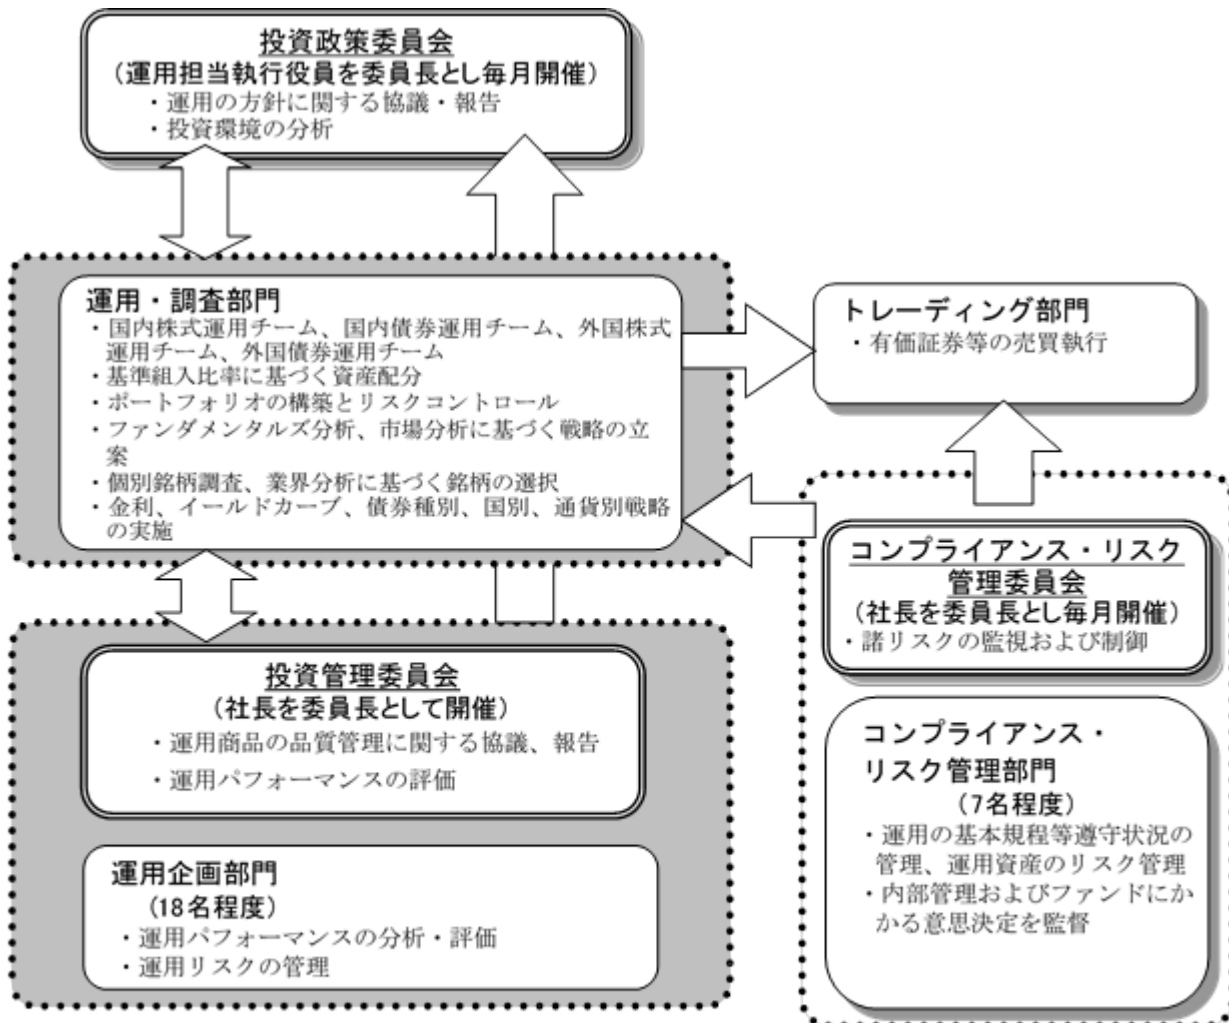 投資政策委員会
（運用担当執行役員を委員長とし毎月開催）
・運用の方針に関する協議・報告
・投資環境の分析
運用・調査部門
・国内株式運用チーム、国内債券運用チーム、外国株式
運用チーム、外国債券運用チーム
・基準組入比率に基づく資産配分
・ポートフォリオの構築とリスクコントロール
・ファンダメンタルズ分析、市場分析に基づく戦略の立
案
・個別銘柄調査、業界分析に基づく銘柄の選択
・金利、イールドカーブ、債券種別、国別、通貨別戦略
の実施
トレーディング部門
・有価証券等の売買執行
コンプライアンス・リスク
管理委員会
（社長を委員長とし毎月開催）
・諸リスクの監視および制御
投資管理委員会
（社長を委員長として開催）
・運用商品の品質管理に関する協議、報告
・運用パフォーマンスの評価
コンプライアンス・
リスク管理部門
（7名程度）
・運用の基本規程等遵守状況の
管理、運用資産のリスク管理
・内部管理およびファンドにか
かる意思決定を監督
運用企画部門
（18名程度）
・運用パフォーマンスの分析・評価
・運用リスクの管理